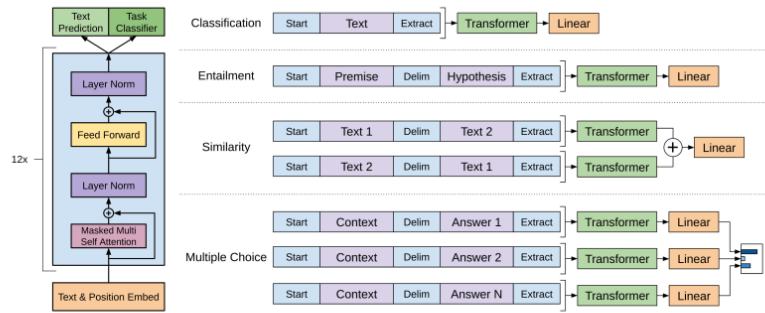 Text Prediction
Task Classifier
12x
Layer Norm
Feed Forward
Layer Norm
Masked Multi
Self Attention
Text & Position Embed
Classification
Start Text Extract Transformer Linear
Entailment
Start Premise Delim Hypothesis Extract Transformer Linear
Similarity
Start Text 1 Delim Text 2 Extract Transformer
Linear
Start Text 2 Delim Text 1 Extract Transformer
Multiple Choice
Start Context Delim Answer 1 Extract Transformer Linear
Start Context Delim Answer 2 Extract Transformer Linear
Start Context Delim Answer N Extract Transformer Linear